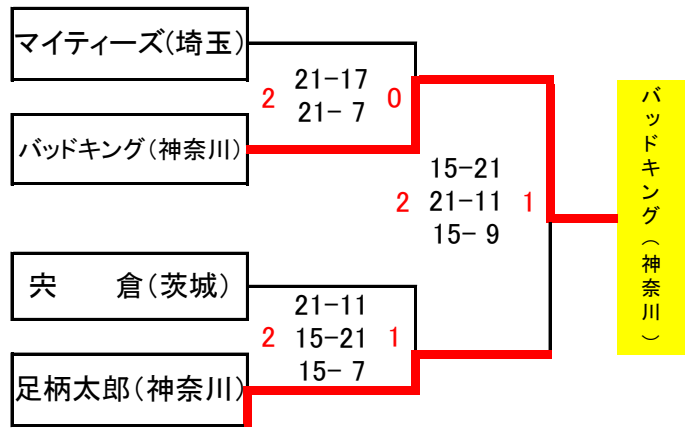 マイティーズ(埼玉)
2 21-17 0
21- 7
バッドキング(神奈川)
15-21
2 21-11 1
15- 9
バッドキング(神奈川)
宍　　倉(茨城)
21-11
2 15-21 1
15- 7
足柄太郎(神奈川)